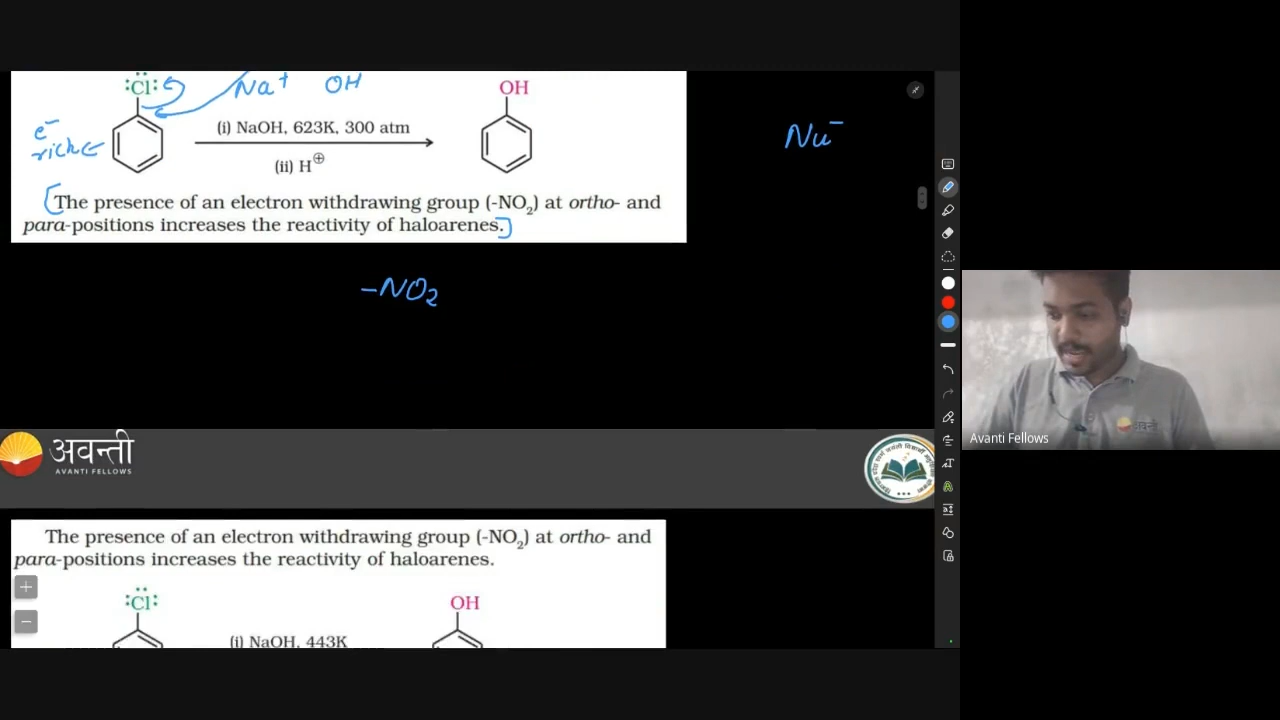 :Cl:
Na⁺ OH
OH
e⁻
rich
(i) NaOH, 623K, 300 atm
(ii) H⊕
Nu⁻
The presence of an electron withdrawing group (-NO₂) at ortho- and
para-positions increases the reactivity of haloarenes.
-NO₂
Avanti Fellows
अवन्ती
AVANTI FELLOWS
The presence of an electron withdrawing group (-NO₂) at ortho- and
para-positions increases the reactivity of haloarenes.
:Cl:
OH
(i) NaOH, 443K